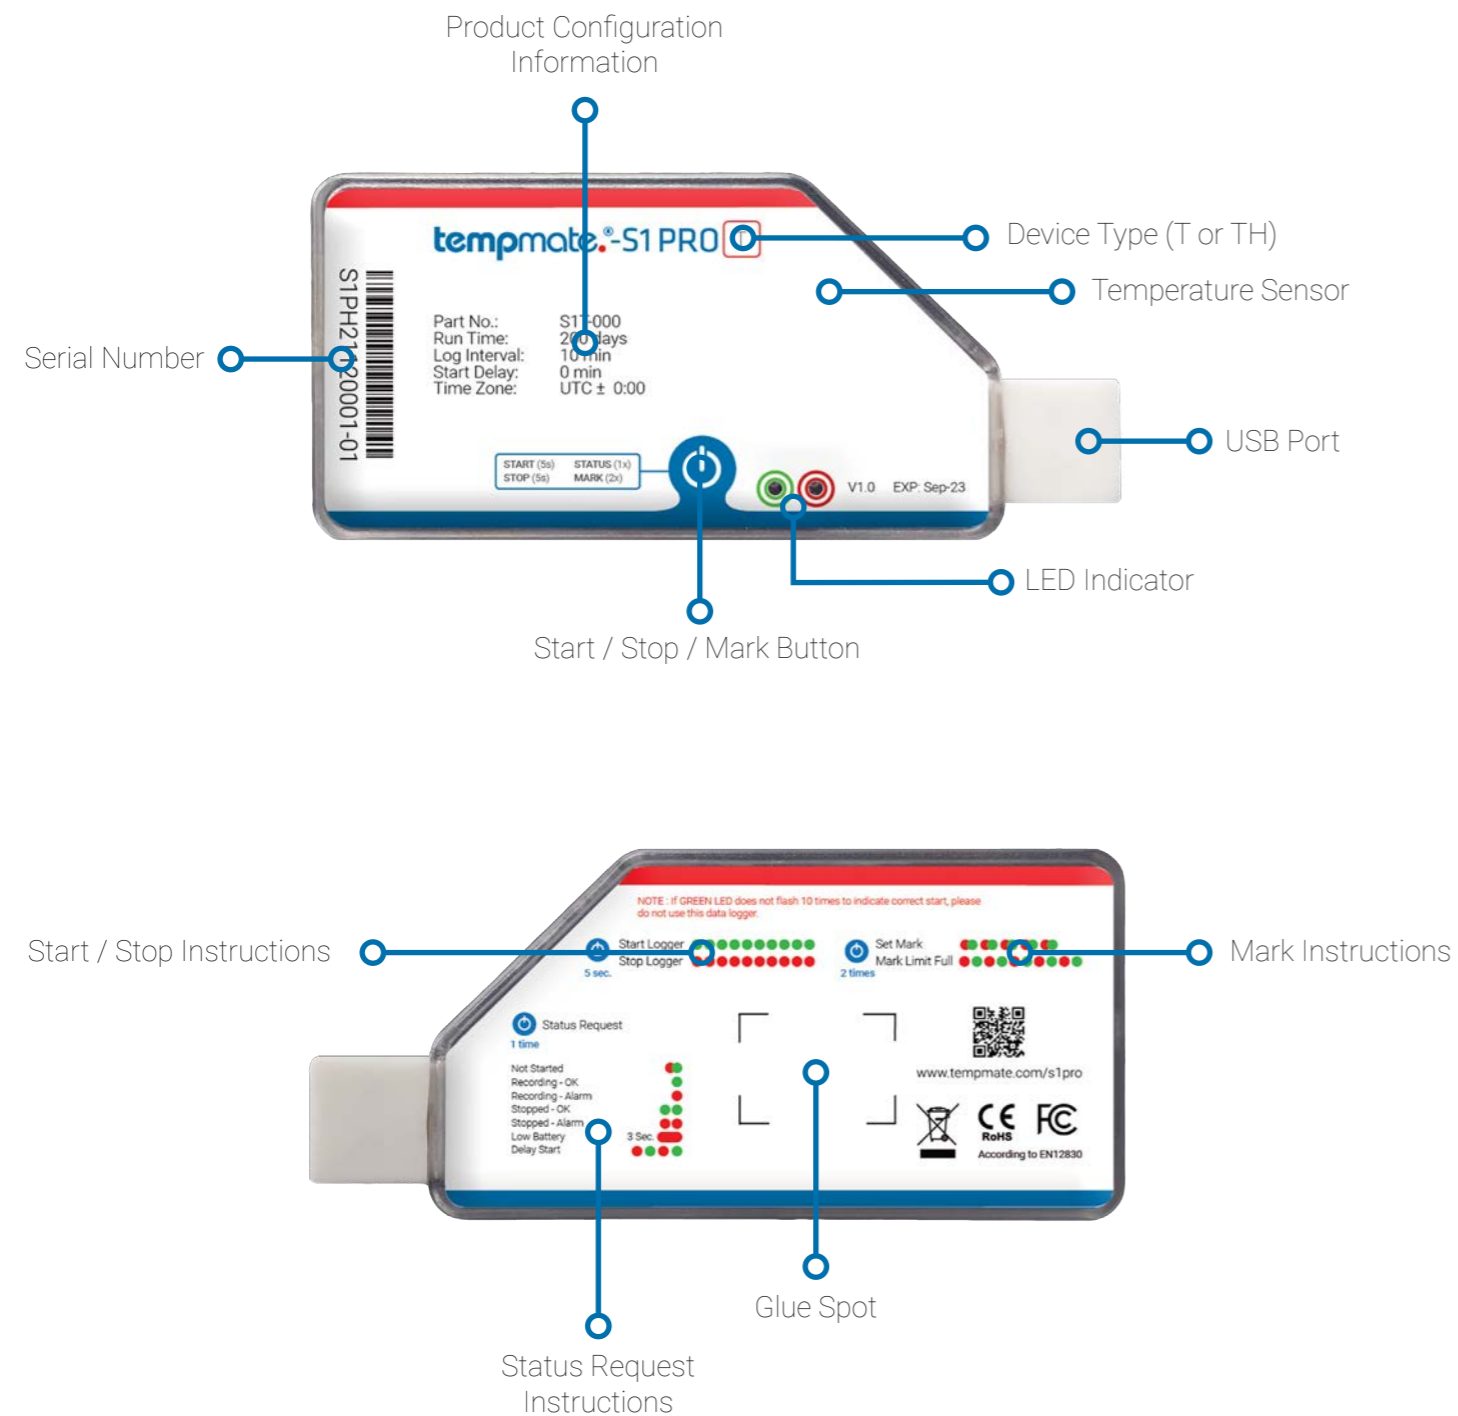 Product Configuration
Information
tempmate.®-S1 PRO T
Device Type (T or TH)
Temperature Sensor
Serial Number
Part No.: S1T-000
Run Time: 200 days
Log Interval: 10 min
Start Delay: 0 min
Time Zone: UTC ± 0:00
USB Port
START (5s) STATUS (1x)
STOP (5s) MARK (2x)
V1.0 EXP: Sep-23
LED Indicator
Start / Stop / Mark Button
NOTE : If GREEN LED does not flash 10 times to indicate correct start, please
do not use this data logger.
Start / Stop Instructions
Start Logger
Stop Logger
5 sec.
Set Mark
Mark Limit Full
2 times
Mark Instructions
Status Request
1 time
Not Started
Recording - OK
Recording - Alarm
Stopped - OK
Stopped - Alarm
Low Battery 3 Sec.
Delay Start
www.tempmate.com/s1pro
CE
RoHS
FC
According to EN12830
Glue Spot
Status Request
Instructions